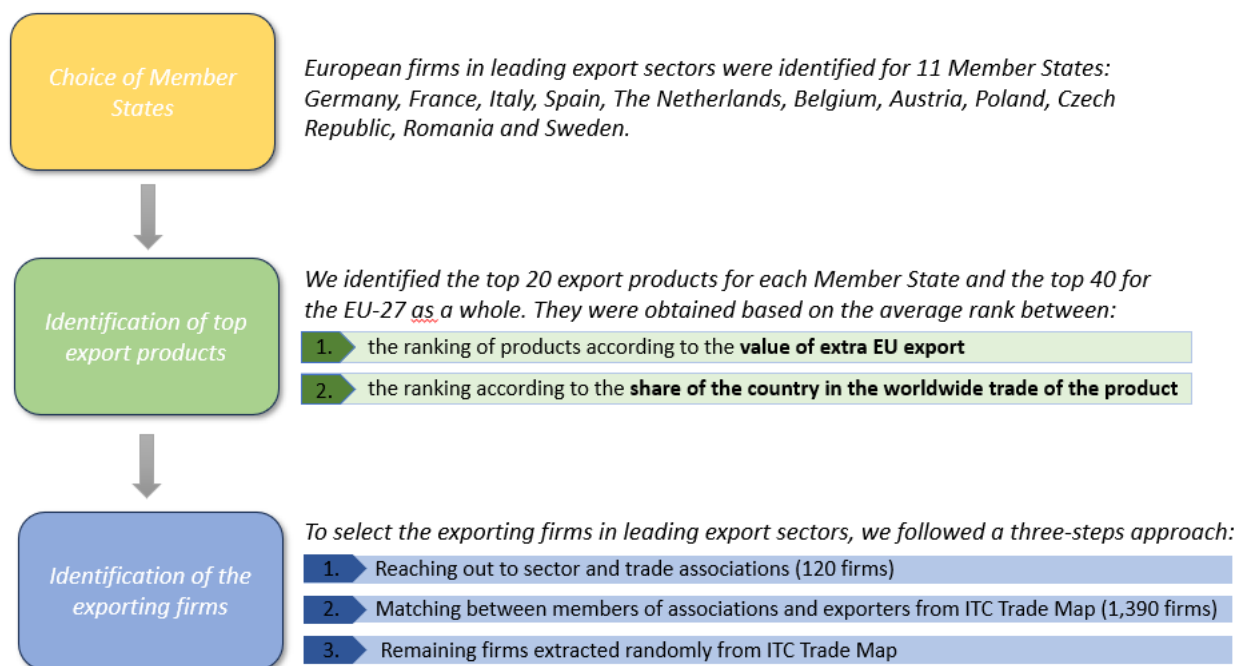 Choice of Member
States
European firms in leading export sectors were identified for 11 Member States:
Germany, France, Italy, Spain, The Netherlands, Belgium, Austria, Poland, Czech
Republic, Romania and Sweden.
Identification of top
export products
We identified the top 20 export products for each Member State and the top 40 for
the EU-27 as a whole. They were obtained based on the average rank between:
1. the ranking of products according to the value of extra EU export
2. the ranking according to the share of the country in the worldwide trade of the product
Identification of the
exporting firms
To select the exporting firms in leading export sectors, we followed a three-steps approach:
1. Reaching out to sector and trade associations (120 firms)
2. Matching between members of associations and exporters from ITC Trade Map (1,390 firms)
3. Remaining firms extracted randomly from ITC Trade Map